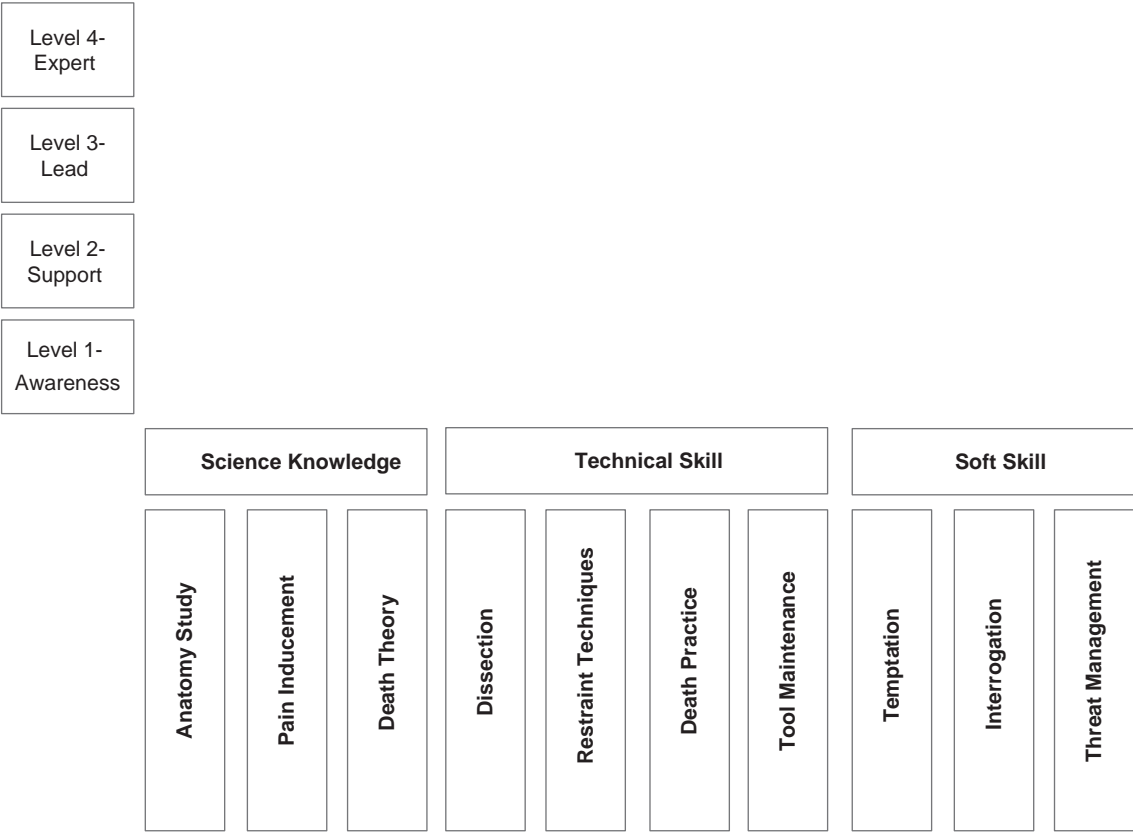 Level 4-
Expert
Level 3-
Lead
Level 2-
Support
Level 1-
Awareness
Science Knowledge
Technical Skill
Soft Skill
Anatomy Study
Pain Inducement
Death Theory
Dissection
Restraint Techniques
Death Practice
Tool Maintenance
Temptation
Interrogation
Threat Management